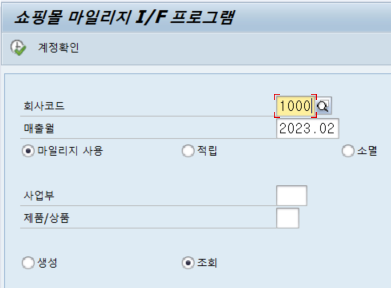 쇼핑몰 마일리지 I/F 프로그램
계정확인
회사코드 1000
매출월 2023.02
마일리지 사용 적립 소멸
사업부
제품/상품
생성 조회